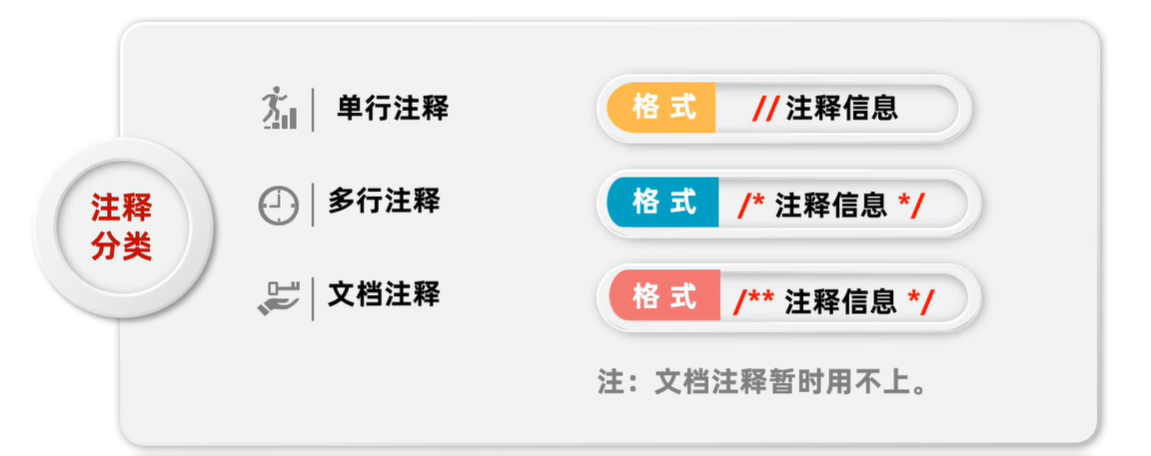 注释
分类
单行注释
格 式
// 注释信息
多行注释
格 式
/* 注释信息 */
文档注释
格 式
/** 注释信息 */
注：文档注释暂时用不上。